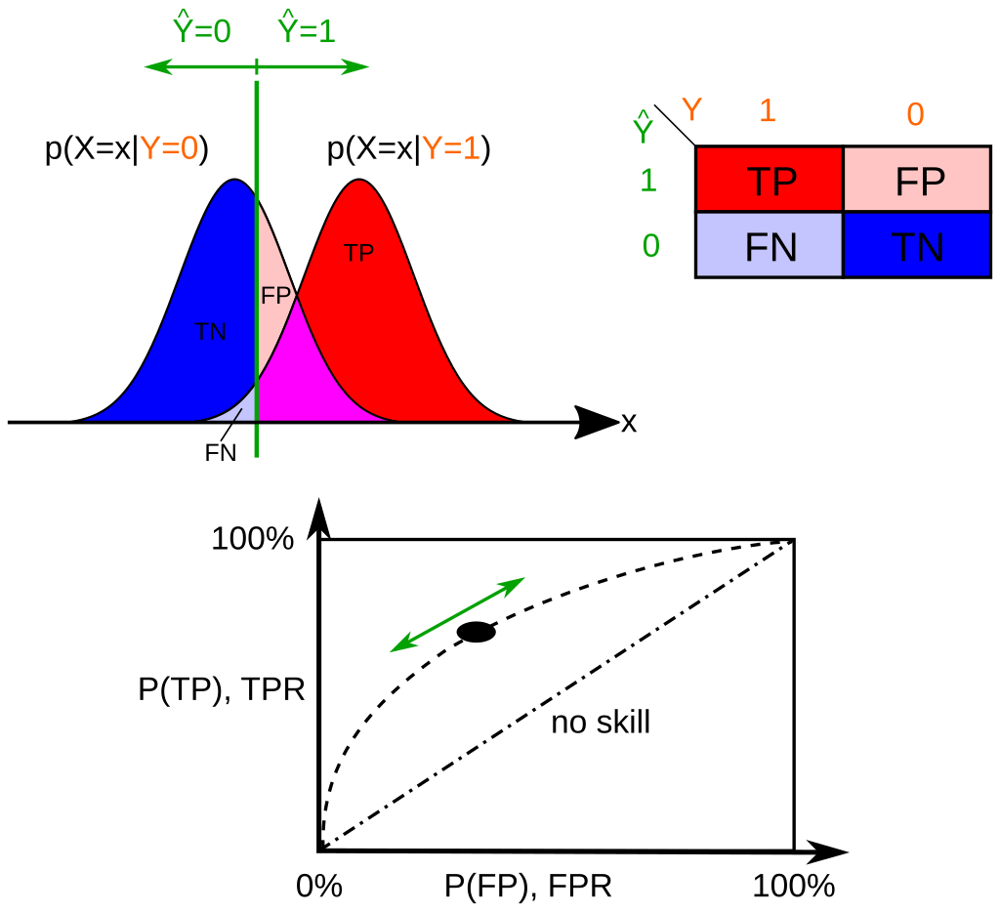 Ŷ=0 Ŷ=1
p(X=x|Y=0) p(X=x|Y=1)
TP
FP
TN
FN
x
Y 1 0
Ŷ
1 TP FP
0 FN TN
100%
P(TP), TPR
no skill
0% P(FP), FPR 100%